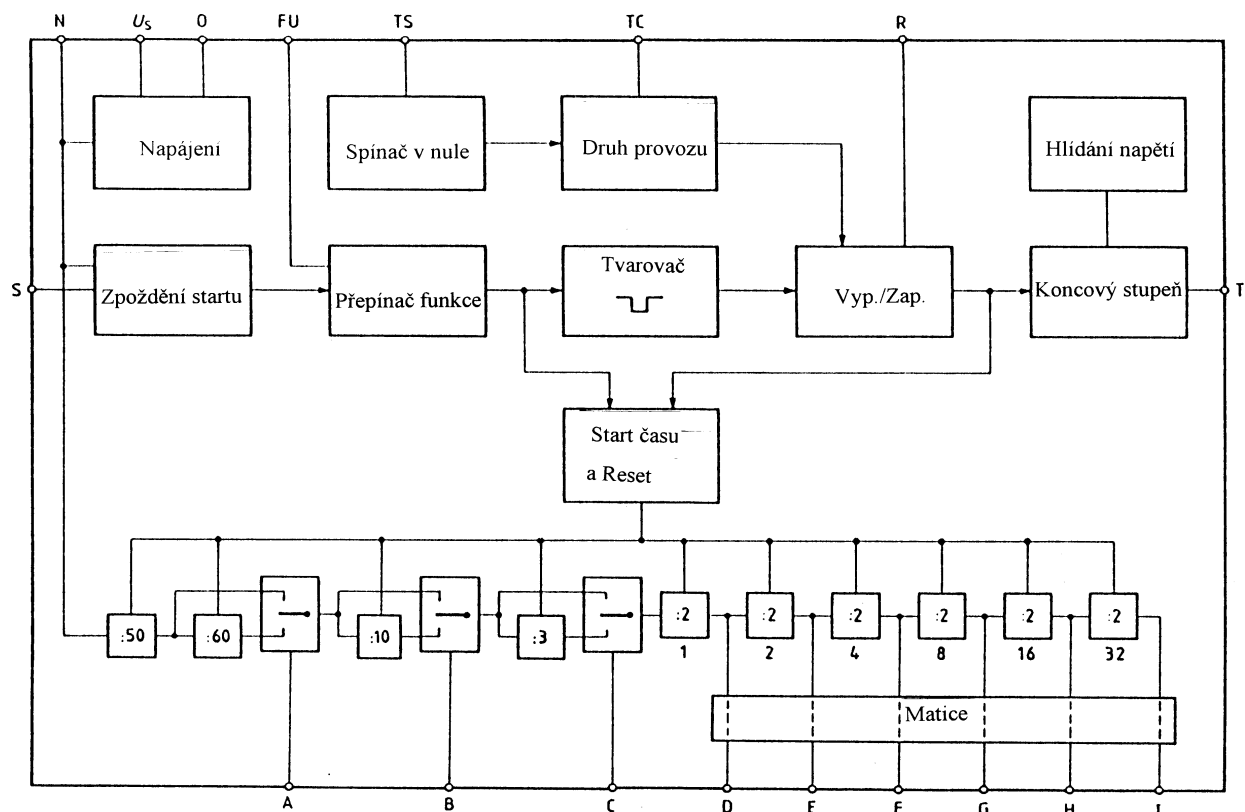 N U_S O FU TS TC R
Napájení
Spínač v nule
Druh provozu
Hlídání napětí
S
Zpoždění startu
Přepínač funkce
Tvarovač
Vyp./Zap.
Koncový stupeň
T
Start času
a Reset
:50 :60 :10 :3 :2 :2 :2 :2 :2 :2
1 2 4 8 16 32
Matice
A B C D E F G H I